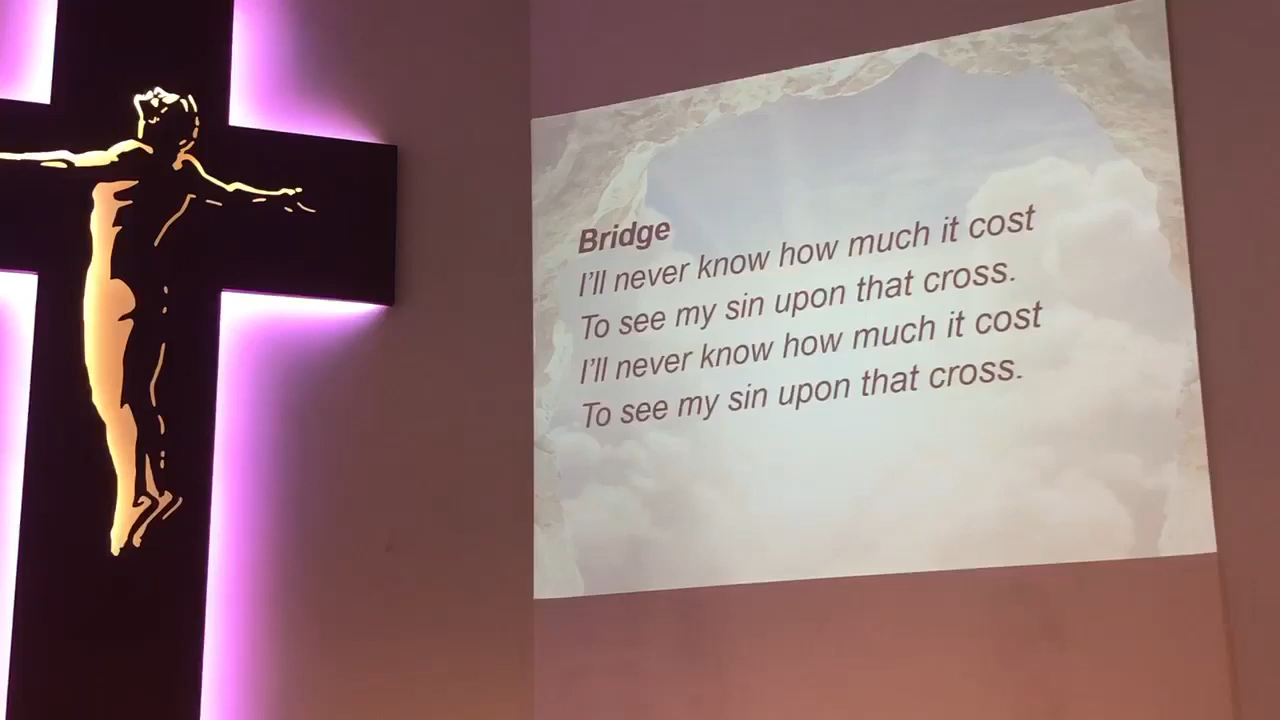 Bridge
I'll never know how much it cost
To see my sin upon that cross.
I'll never know how much it cost
To see my sin upon that cross.